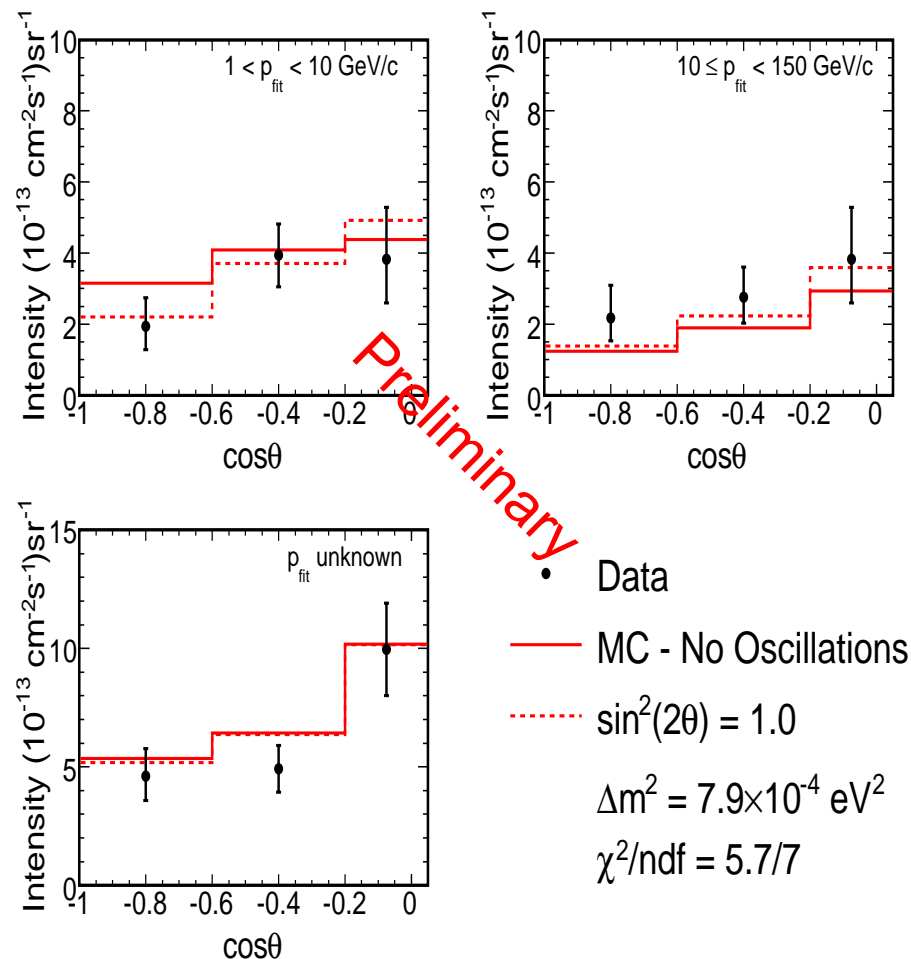 Intensity (10⁻¹³ cm⁻²s⁻¹)sr⁻¹
1 < p_fit < 10 GeV/c
10
8
6
4
2
0
-1 -0.8 -0.6 -0.4 -0.2 0
cosθ
Intensity (10⁻¹³ cm⁻²s⁻¹)sr⁻¹
10 ≤ p_fit < 150 GeV/c
10
8
6
4
2
0
-1 -0.8 -0.6 -0.4 -0.2 0
cosθ
Preliminary
Intensity (10⁻¹³ cm⁻²s⁻¹)sr⁻¹
p_fit unknown
15
10
5
0
-1 -0.8 -0.6 -0.4 -0.2 0
cosθ
Data
MC - No Oscillations
sin²(2θ) = 1.0
Δm² = 7.9×10⁻⁴ eV²
χ²/ndf = 5.7/7